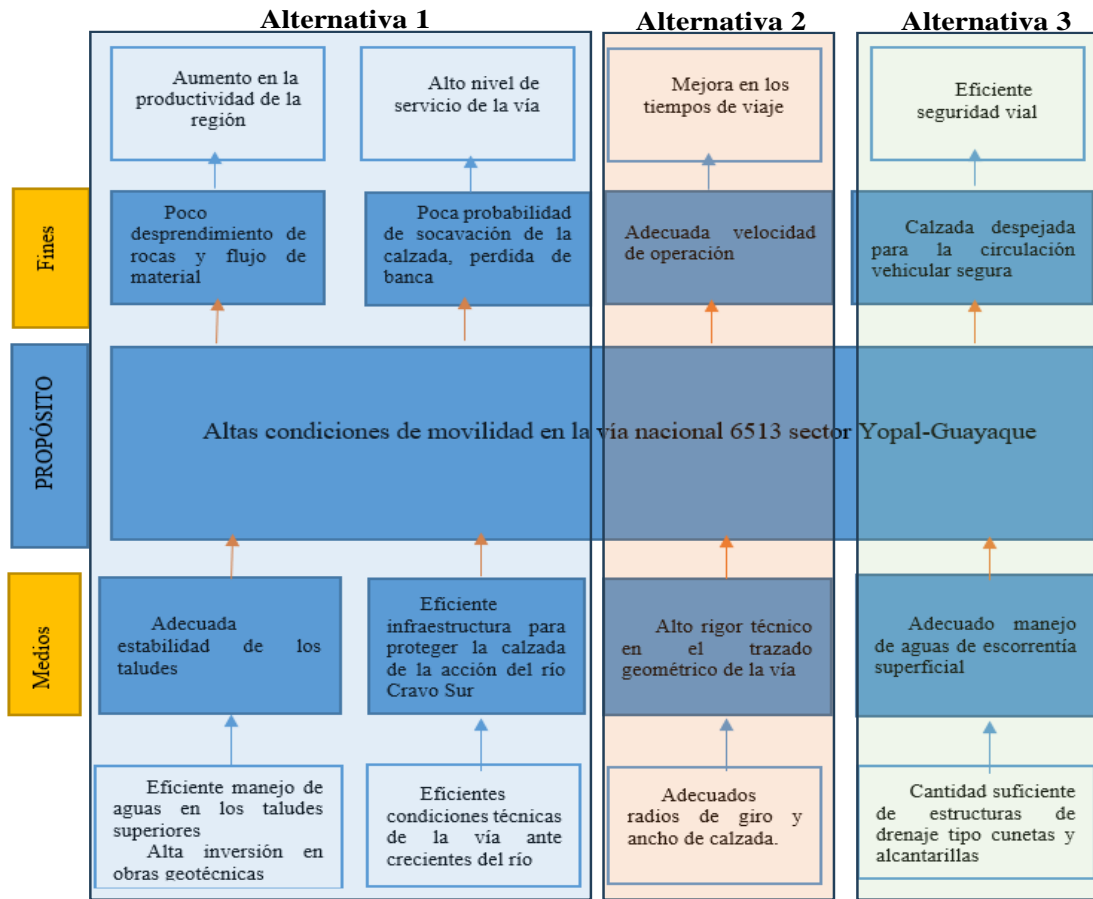 Alternativa 1
Alternativa 2
Alternativa 3
Aumento en la
productividad de la
región
Alto nivel de
servicio de la vía
Mejora en los
tiempos de viaje
Eficiente
seguridad vial
Fines
Poco
desprendimiento de
rocas y flujo de
material
Poca probabilidad
de socavación de la
calzada, perdida de
banca
Adecuada velocidad
de operación
Calzada despejada
para la circulación
vehicular segura
PROPÓSITO
Altas condiciones de movilidad en la vía nacional 6513 sector Yopal-Guayaque
Medios
Adecuada
estabilidad de los
taludes
Eficiente
infraestructura para
proteger la calzada
de la acción del río
Cravo Sur
Alto rigor técnico
en el trazado
geométrico de la vía
Adecuado manejo
de aguas de escorrentía
superficial
Eficiente manejo de
aguas en los taludes
superiores
Alta inversión en
obras geotécnicas
Eficientes
condiciones técnicas
de la vía ante
crecientes del río
Adecuados
radios de giro y
ancho de calzada.
Cantidad suficiente
de estructuras de
drenaje tipo cunetas y
alcantarillas